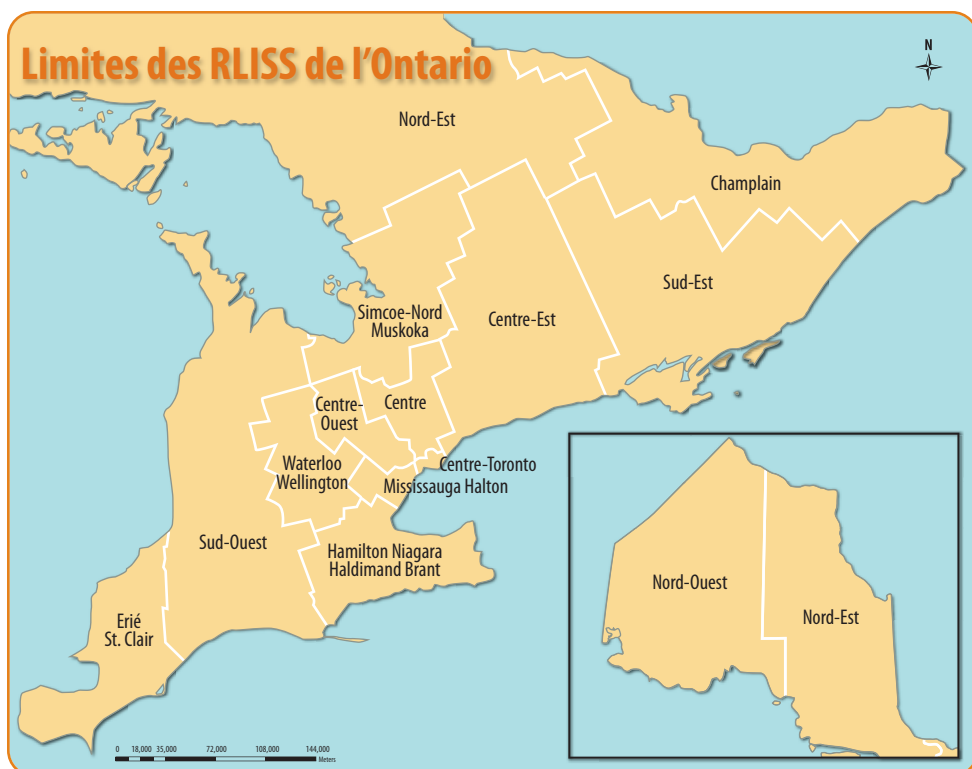 Limites des RLISS de l'Ontario
N
Nord-Est
Champlain
Sud-Est
Simcoe-Nord
Muskoka
Centre-Est
Centre-
Ouest
Centre
Waterloo
Wellington
Centre-Toronto
Mississauga Halton
Sud-Ouest
Hamilton Niagara
Haldimand Brant
Erié
St. Clair
Nord-Ouest
Nord-Est
0 18,000 35,000 72,000 108,000 144,000
Meters